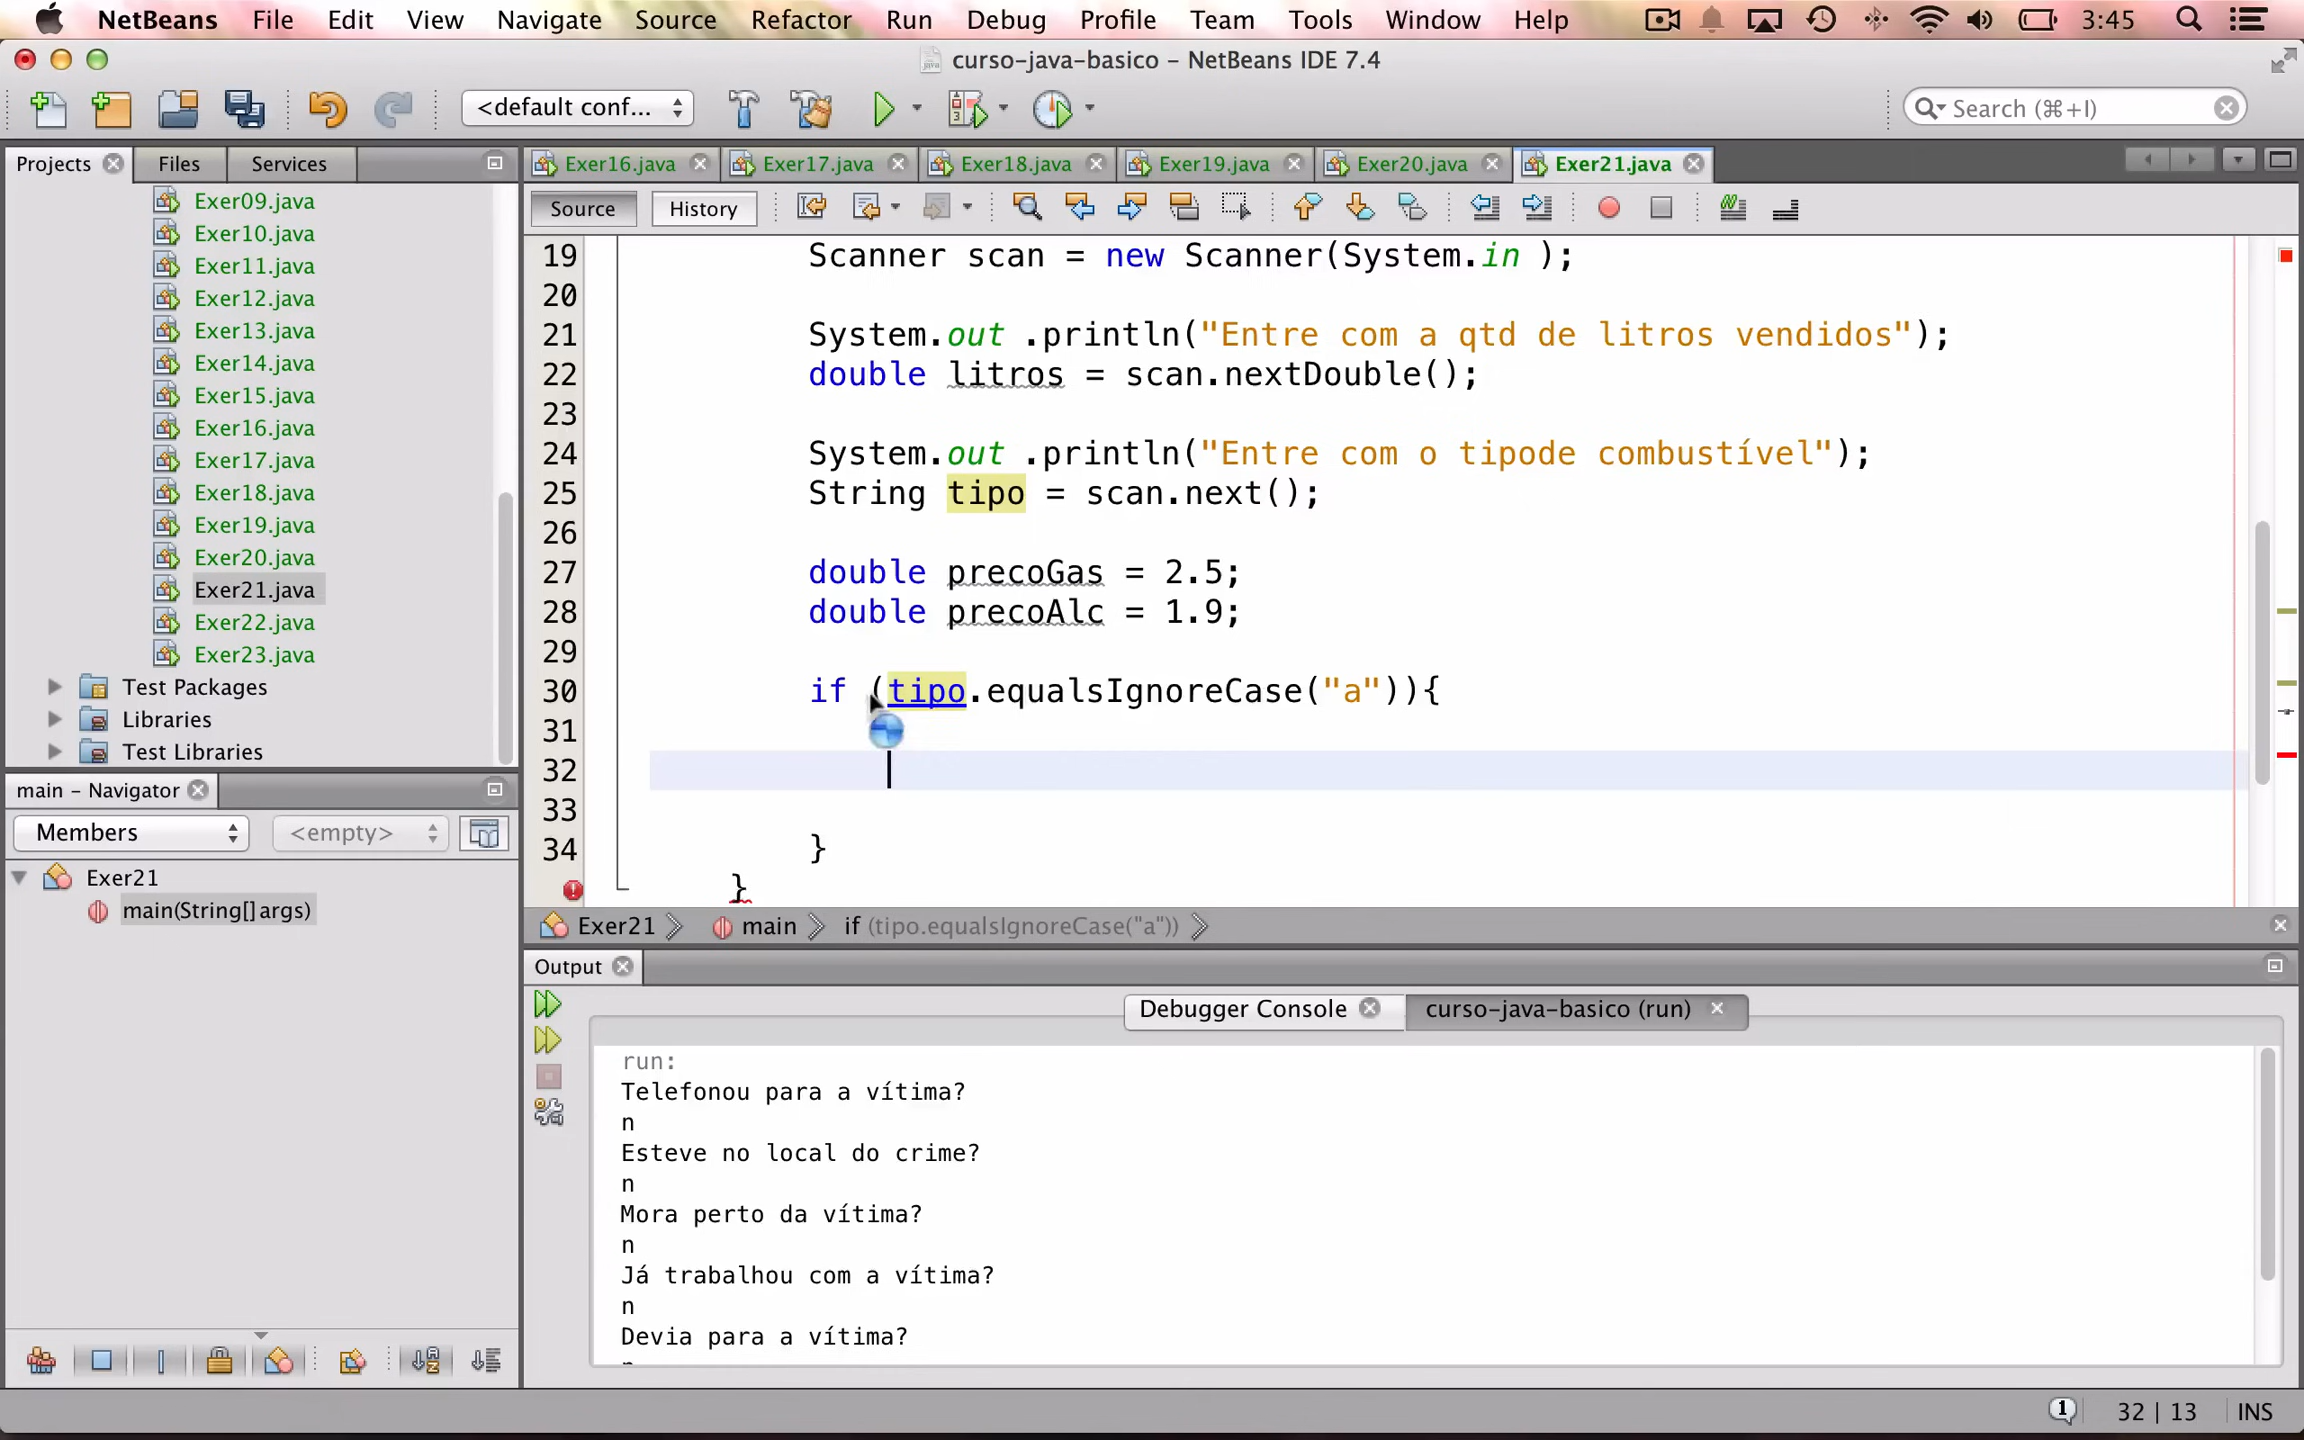 NetBeans File Edit View Navigate Source Refactor Run Debug Profile Team Tools Window Help 3:45
curso-java-basico – NetBeans IDE 7.4
<default conf... Search (⌘+I)
Projects Files Services
Exer16.java Exer17.java Exer18.java Exer19.java Exer20.java Exer21.java
Source History
Exer09.java
Exer10.java
Exer11.java
Exer12.java
Exer13.java
Exer14.java
Exer15.java
Exer16.java
Exer17.java
Exer18.java
Exer19.java
Exer20.java
Exer21.java
Exer22.java
Exer23.java
Test Packages
Libraries
Test Libraries
main – Navigator
Members <empty>
Exer21
main(String[] args)
19 Scanner scan = new Scanner(System.in );
20
21 System.out .println("Entre com a qtd de litros vendidos");
22 double litros = scan.nextDouble();
23
24 System.out .println("Entre com o tipode combustível");
25 String tipo = scan.next();
26
27 double precoGas = 2.5;
28 double precoAlc = 1.9;
29
30 if (tipo.equalsIgnoreCase("a")){
31
32
33
34 }
}
Exer21 main if (tipo.equalsIgnoreCase("a"))
Output
Debugger Console curso-java-basico (run)
run:
Telefonou para a vítima?
n
Esteve no local do crime?
n
Mora perto da vítima?
n
Já trabalhou com a vítima?
n
Devia para a vítima?
1 32 | 13 INS